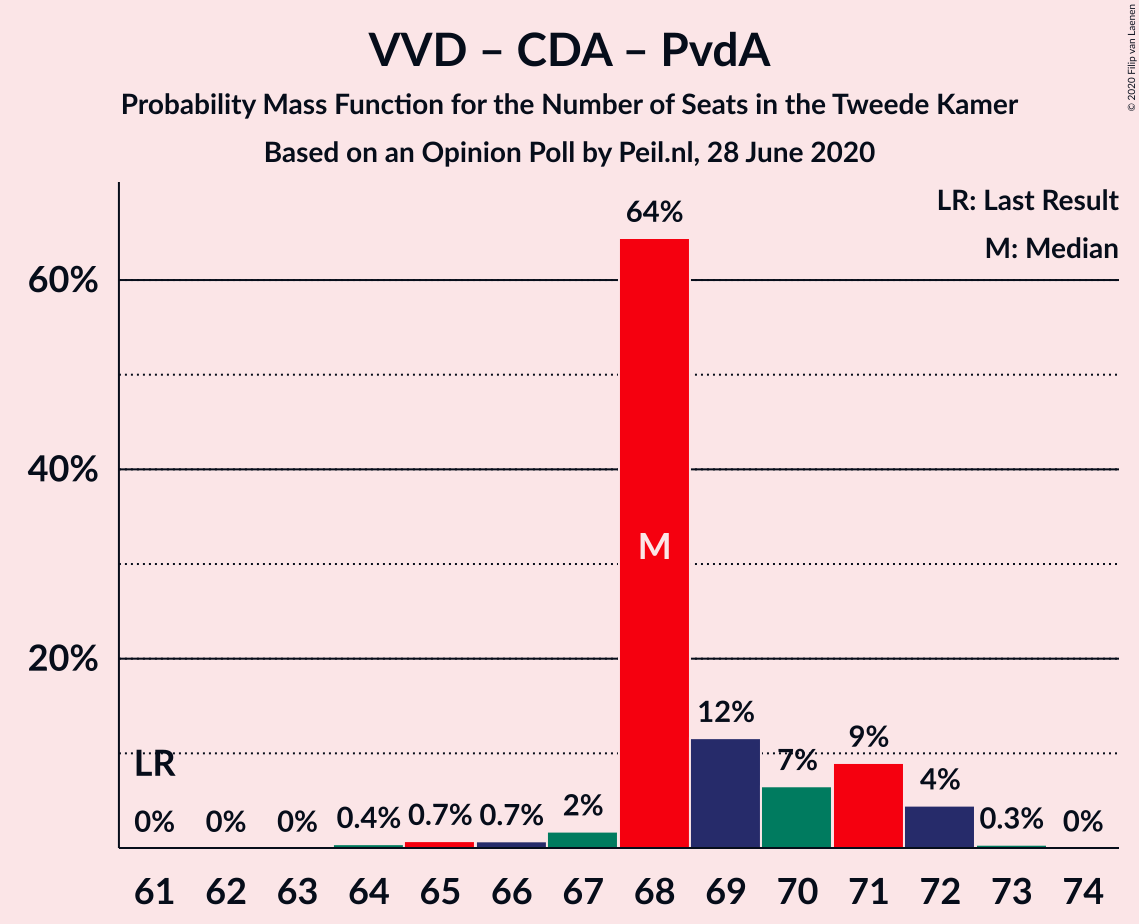 VVD – CDA – PvdA
Probability Mass Function for the Number of Seats in the Tweede Kamer
Based on an Opinion Poll by Peil.nl, 28 June 2020
© 2020 Filip van Laenen
LR: Last Result
M: Median
60%
40%
20%
64%
M
12%
9%
7%
4%
LR
0% 0% 0% 0.4% 0.7% 0.7% 2% 0.3% 0%
61 62 63 64 65 66 67 68 69 70 71 72 73 74